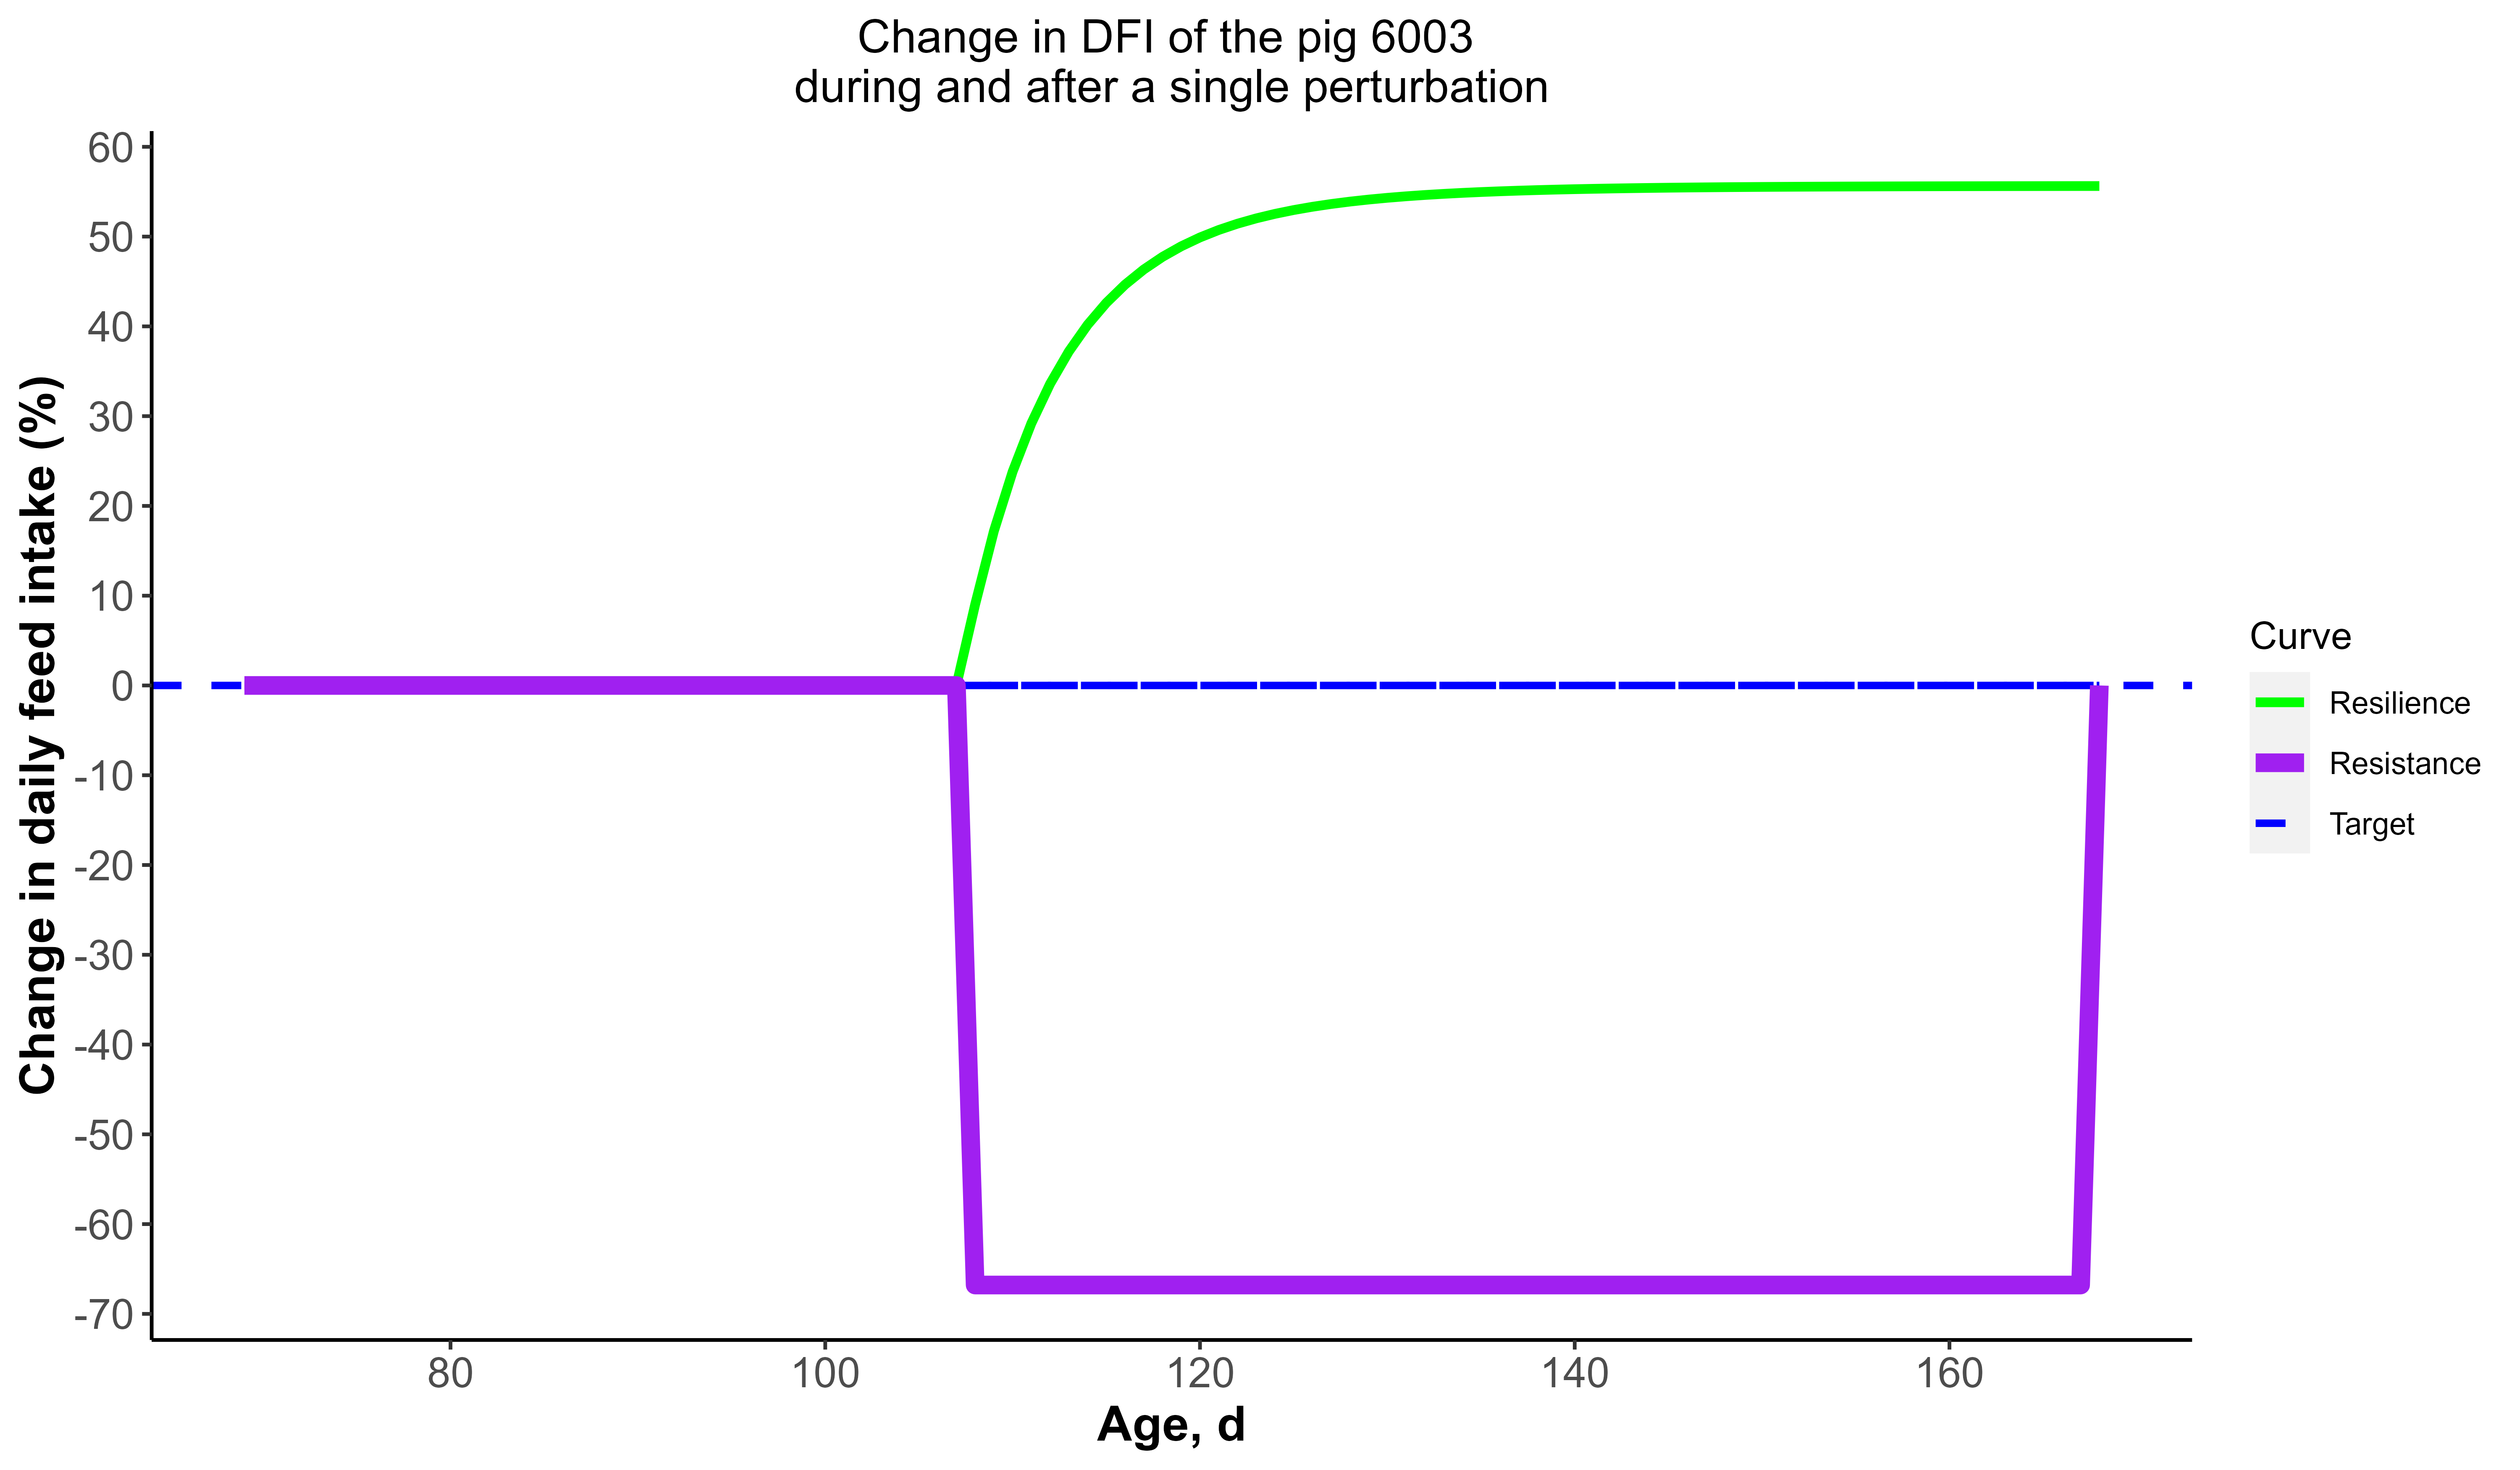 Change in DFI of the pig 6003
during and after a single perturbation
Change in daily feed intake (%)
60
50
40
30
20
10
0
-10
-20
-30
-40
-50
-60
-70
80
100
120
140
160
Age, d
Curve
Resilience
Resistance
Target